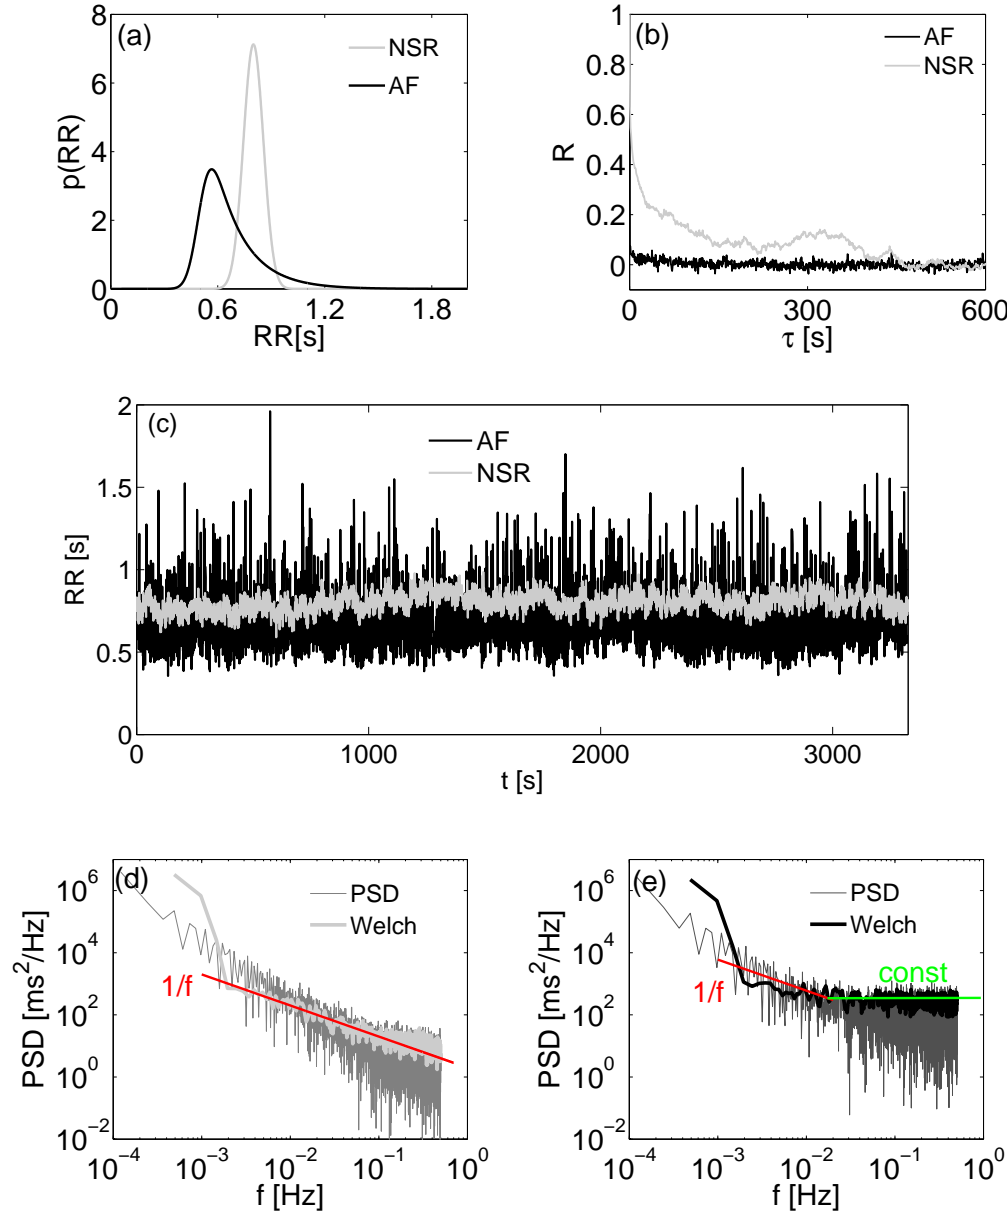 (a)
NSR
AF
8
6
4
2
0
p(RR)
0
0.6
1.2
1.8
RR[s]
(b)
AF
NSR
1
0.8
0.6
0.4
0.2
0
R
0
300
600
τ [s]
(c)
AF
NSR
2
1.5
1
0.5
0
RR [s]
0
1000
2000
3000
t [s]
(d)
PSD
Welch
1/f
10⁶
10⁴
10²
10⁰
10⁻²
PSD [ms²/Hz]
10⁻⁴
10⁻³
10⁻²
10⁻¹
10⁰
f [Hz]
(e)
PSD
Welch
const
1/f
10⁶
10⁴
10²
10⁰
10⁻²
PSD [ms²/Hz]
10⁻⁴
10⁻³
10⁻²
10⁻¹
10⁰
f [Hz]